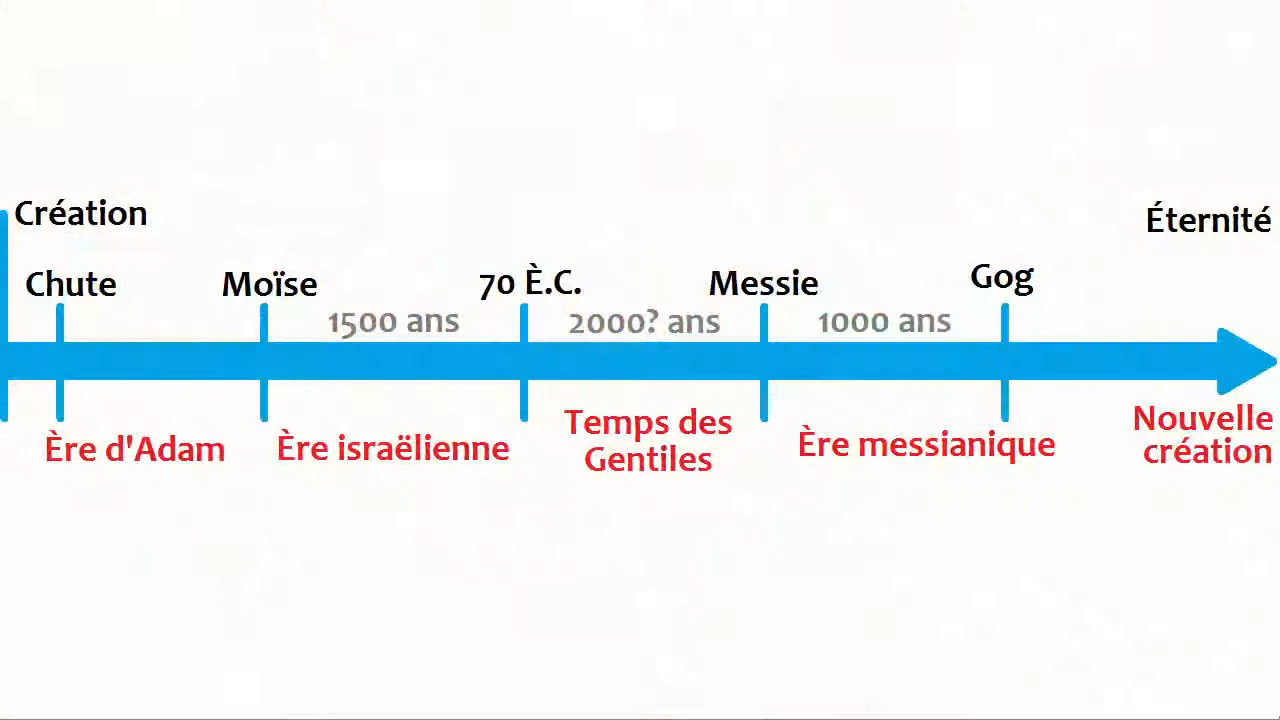 Création
Éternité
Chute
Moïse
70 È.C.
Messie
Gog
1500 ans
2000? ans
1000 ans
Ère d'Adam
Ère israëlienne
Temps des
Gentiles
Ère messianique
Nouvelle
création